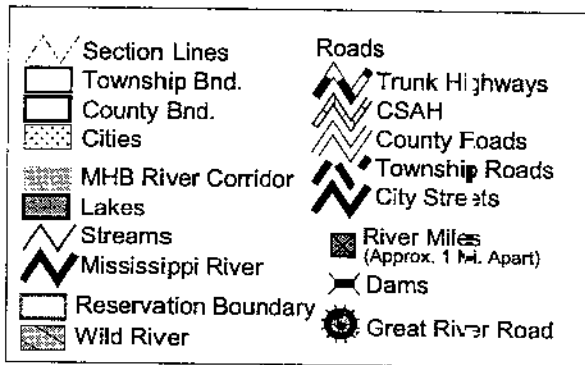 Section Lines
Township Bnd.
County Bnd.
Cities
MHB River Corridor
Lakes
Streams
Mississippi River
Reservation Boundary
Wild River
Roads
Trunk Highways
CSAH
County Roads
Township Roads
City Streets
River Miles
(Approx. 1 Mi. Apart)
Dams
Great River Road